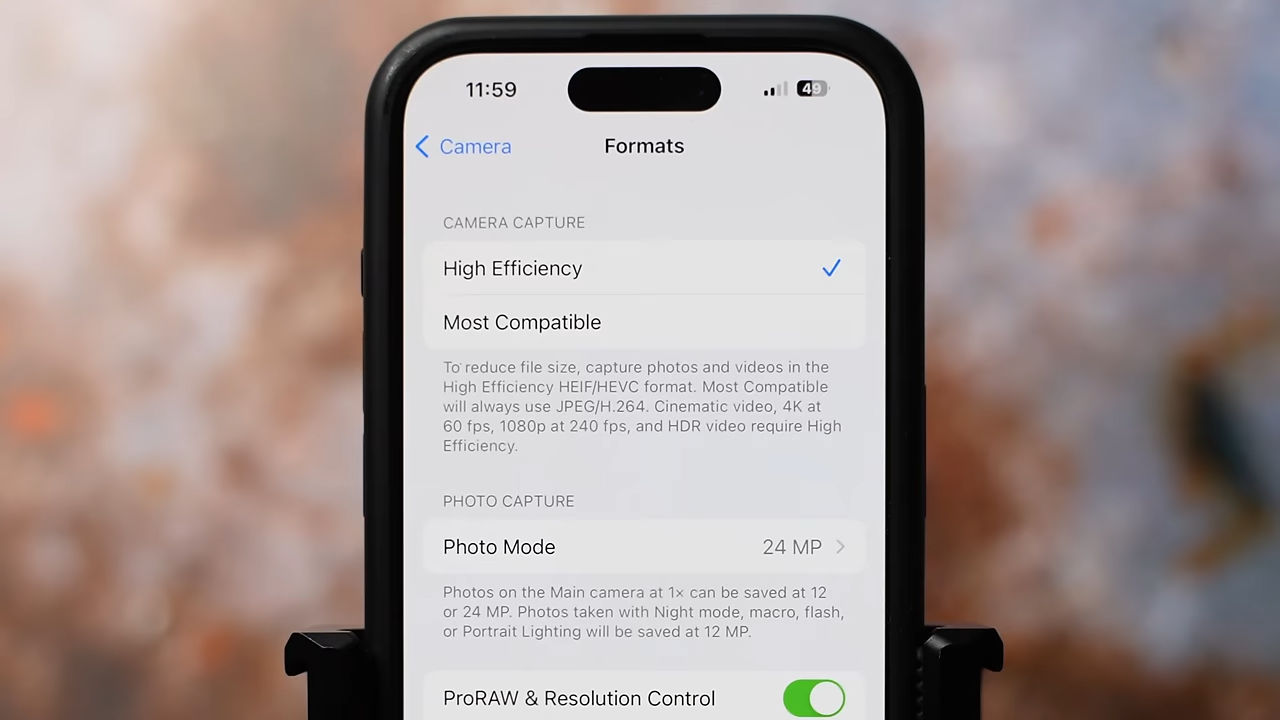 11:59
49
Camera
Formats
CAMERA CAPTURE
High Efficiency
Most Compatible
To reduce file size, capture photos and videos in the
High Efficiency HEIF/HEVC format. Most Compatible
will always use JPEG/H.264. Cinematic video, 4K at
60 fps, 1080p at 240 fps, and HDR video require High
Efficiency.
PHOTO CAPTURE
Photo Mode 24 MP
Photos on the Main camera at 1× can be saved at 12
or 24 MP. Photos taken with Night mode, macro, flash,
or Portrait Lighting will be saved at 12 MP.
ProRAW & Resolution Control